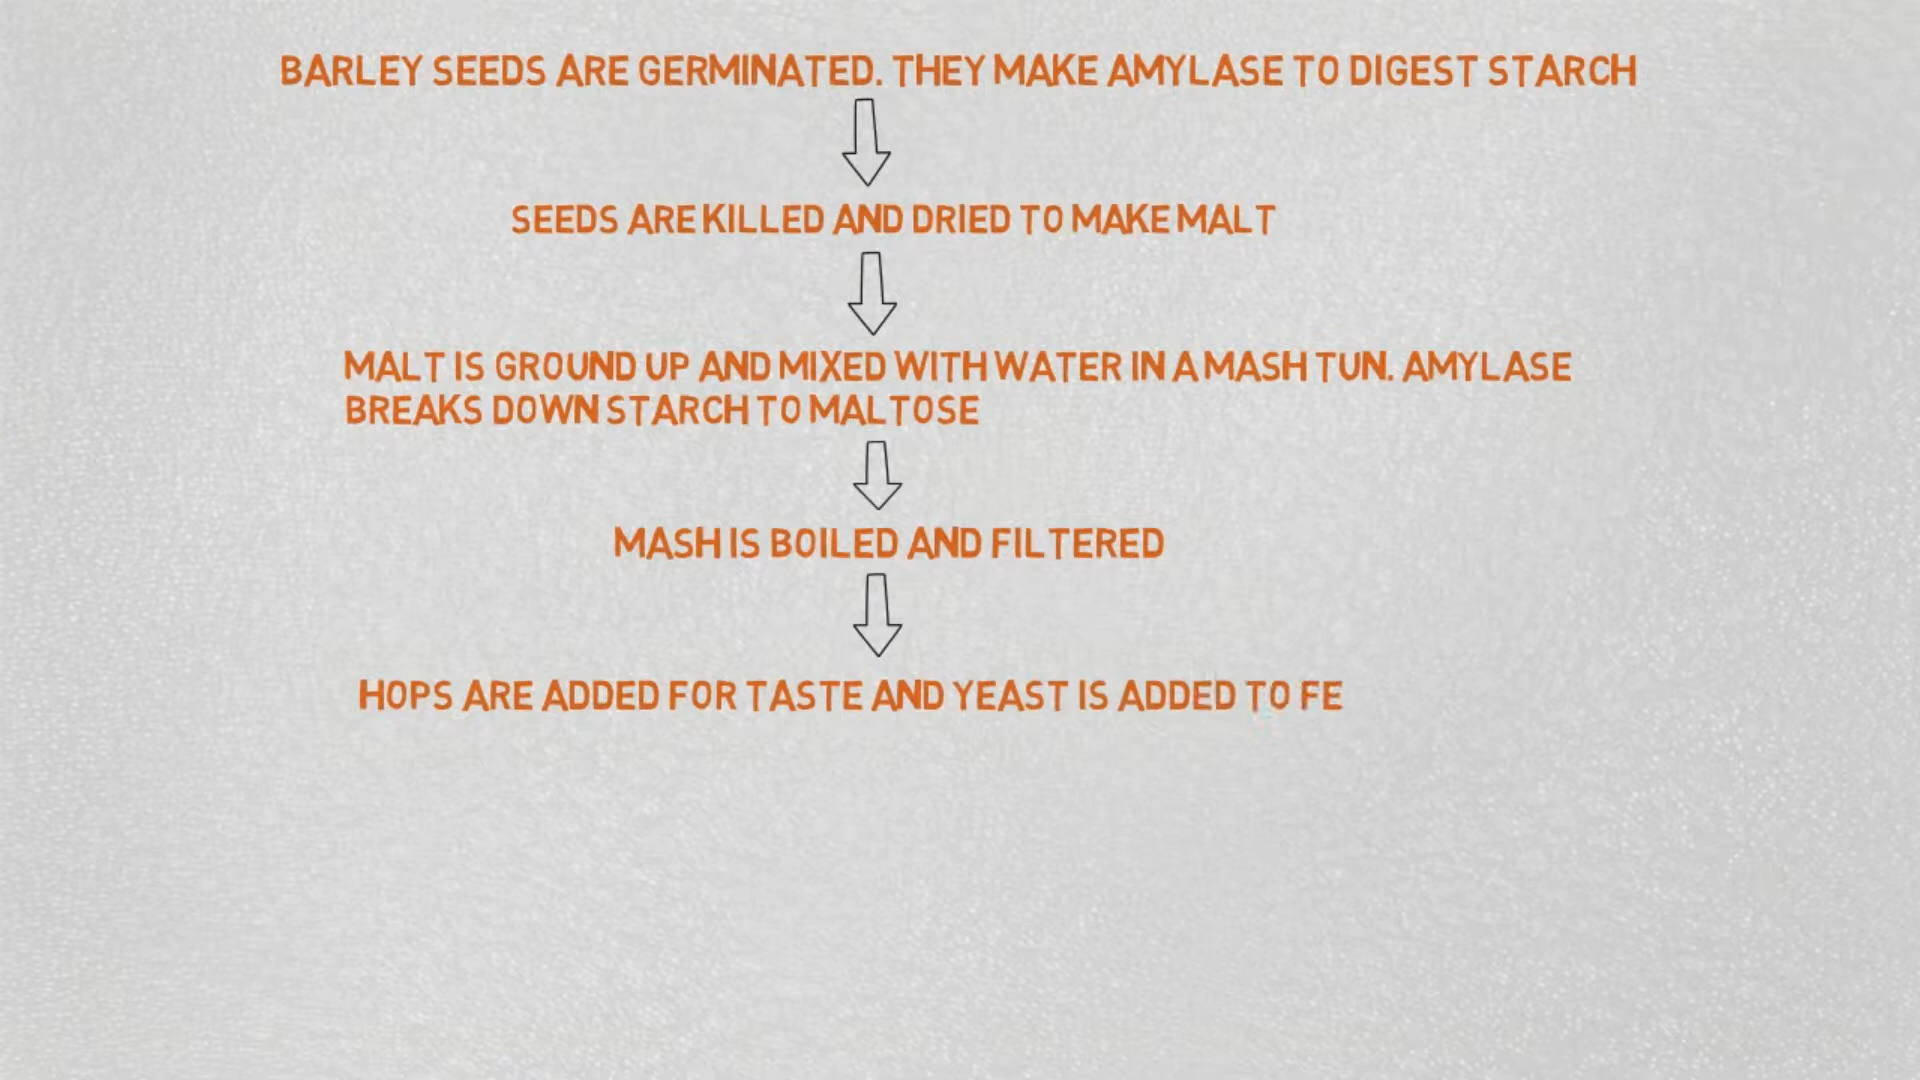 BARLEY SEEDS ARE GERMINATED. THEY MAKE AMYLASE TO DIGEST STARCH
SEEDS ARE KILLED AND DRIED TO MAKE MALT
MALT IS GROUND UP AND MIXED WITH WATER IN A MASH TUN. AMYLASE
BREAKS DOWN STARCH TO MALTOSE
MASH IS BOILED AND FILTERED
HOPS ARE ADDED FOR TASTE AND YEAST IS ADDED TO FE